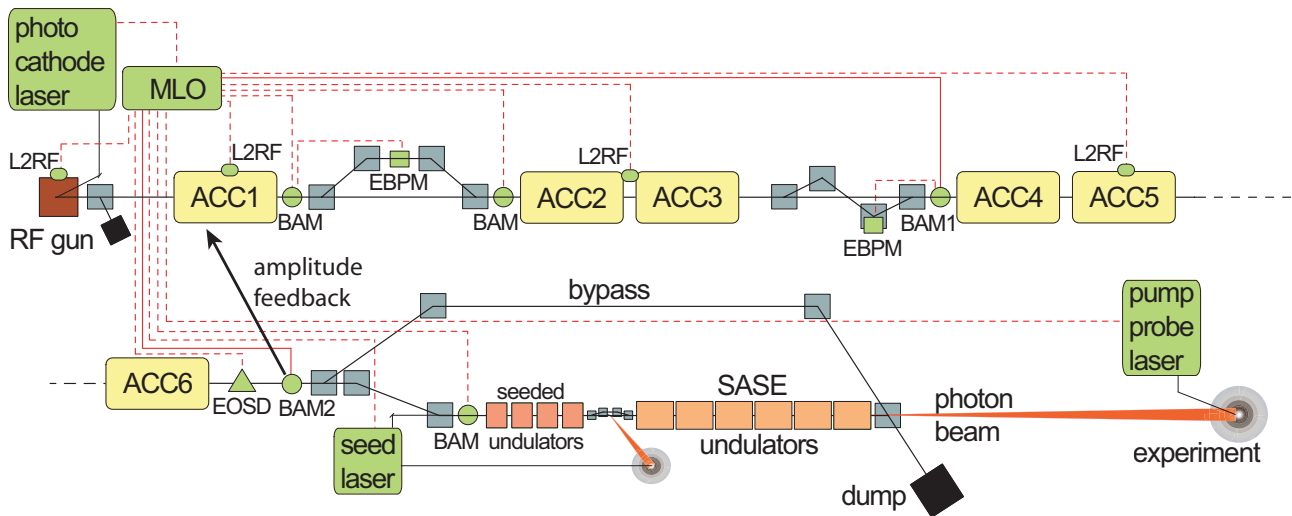 photo
cathode
laser
MLO
L2RF
L2RF
L2RF
L2RF
ACC1
EBPM
ACC2
ACC3
ACC4
ACC5
BAM
BAM
EBPM
BAM1
RF gun
amplitude
feedback
bypass
pump
probe
laser
ACC6
EOSD
BAM2
BAM
seeded
undulators
SASE
undulators
photon
beam
seed
laser
experiment
dump